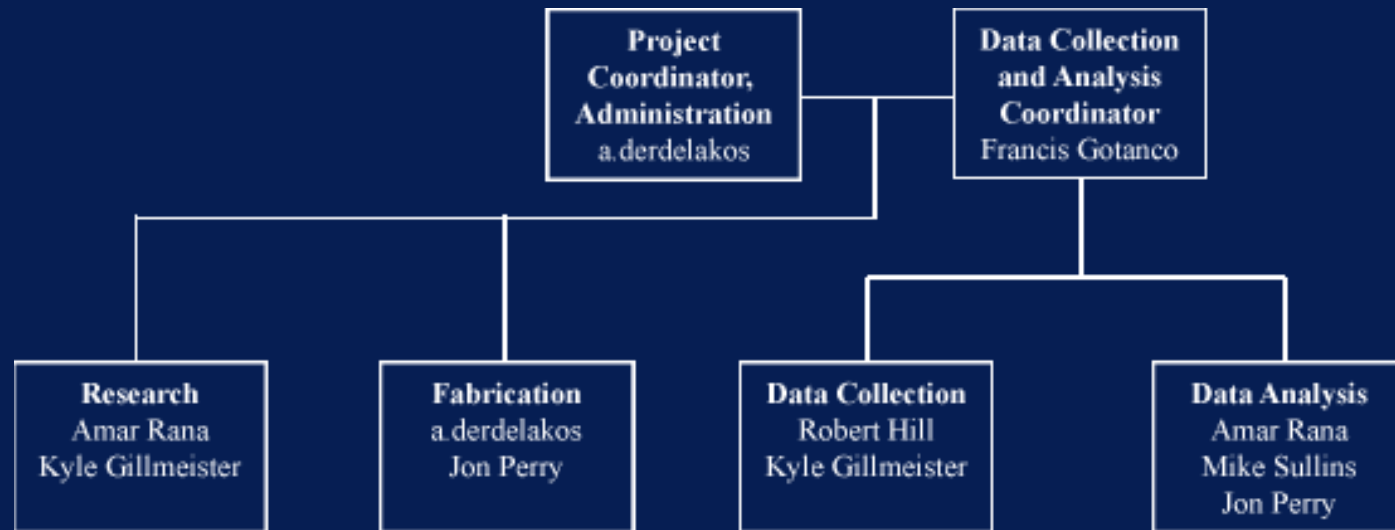 Project
Coordinator,
Administration
a.derdelakos
Data Collection
and Analysis
Coordinator
Francis Gotanco
Research
Amar Rana
Kyle Gillmeister
Fabrication
a.derdelakos
Jon Perry
Data Collection
Robert Hill
Kyle Gillmeister
Data Analysis
Amar Rana
Mike Sullins
Jon Perry